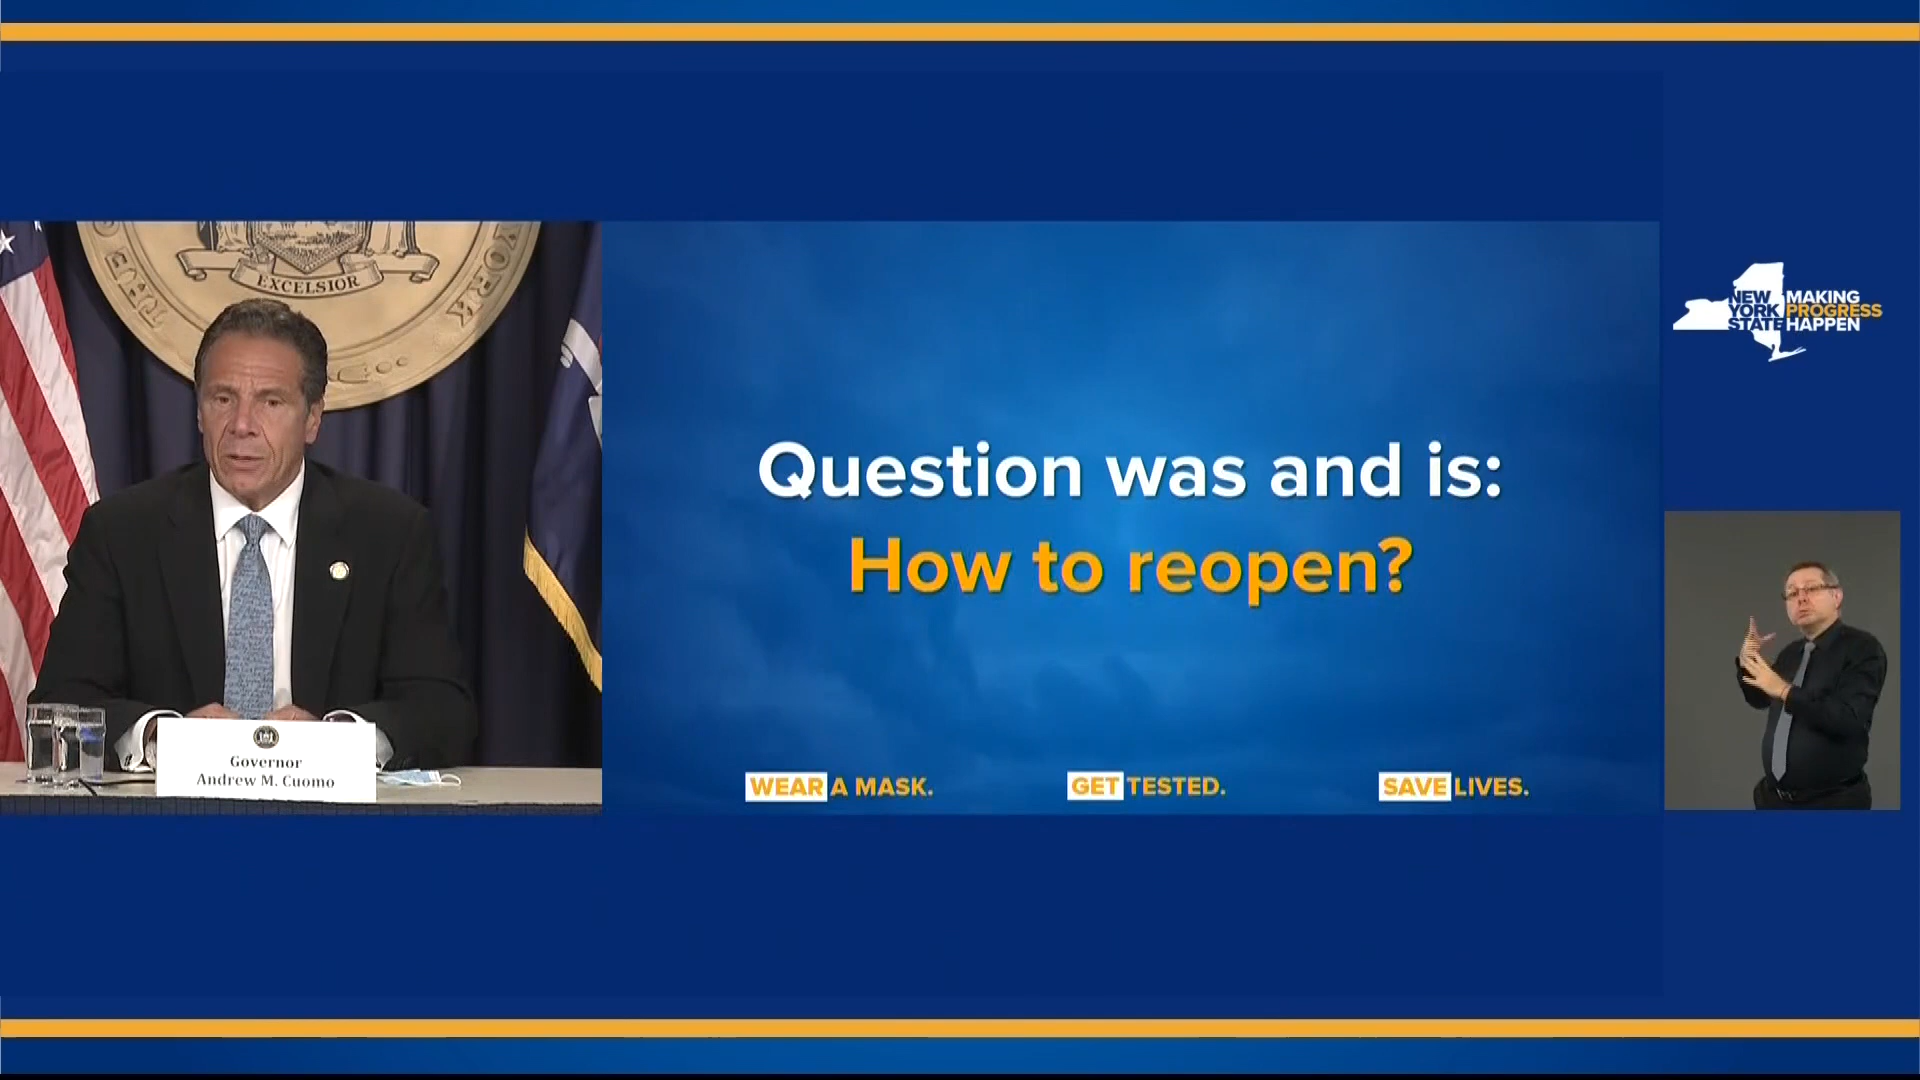 EXCELSIOR
Governor
Andrew M. Cuomo
Question was and is:
How to reopen?
WEAR A MASK.
GET TESTED.
SAVE LIVES.
NEW
YORK
STATE
MAKING
PROGRESS
HAPPEN